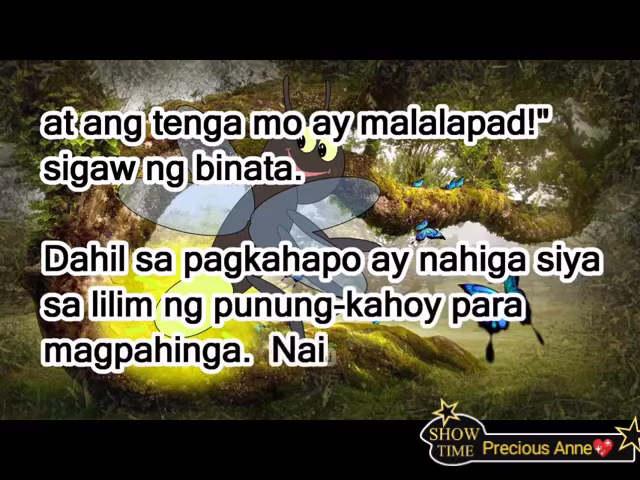 at ang tenga mo ay malalapad!"
sigaw ng binata.
Dahil sa pagkahapo ay nahiga siya
sa lilim ng punung-kahoy para
magpahinga.  Nai
SHOW
TIME
Precious Anne💖